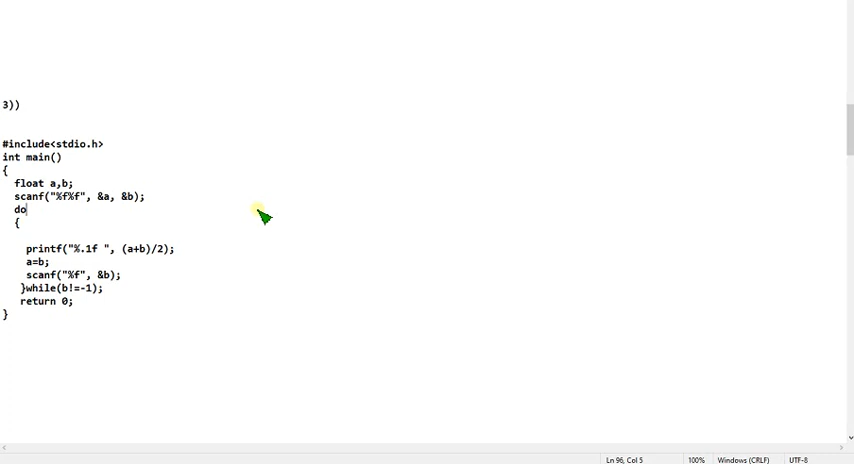 3))
#include<stdio.h>
int main()
{
float a,b;
scanf("%f%f", &a, &b);
do
{
printf("%.1f ", (a+b)/2);
a=b;
scanf("%f", &b);
}while(b!=-1);
return 0;
}
Ln 96, Col 5 100% Windows (CRLF) UTF-8